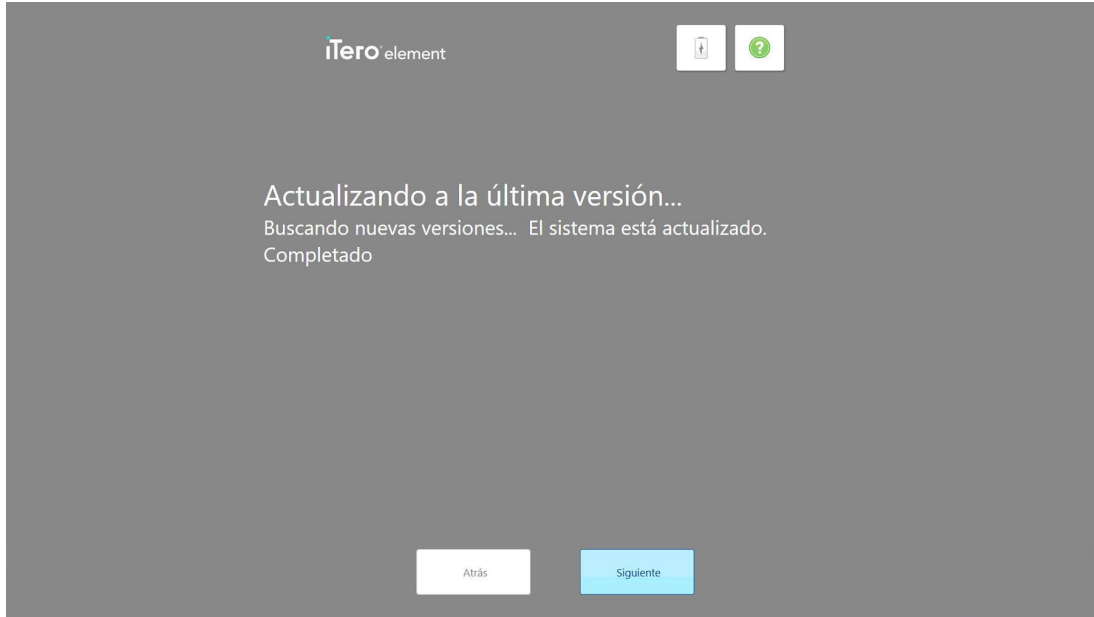 iTero element
?
Actualizando a la última versión...
Buscando nuevas versiones... El sistema está actualizado.
Completado
Atrás
Siguiente